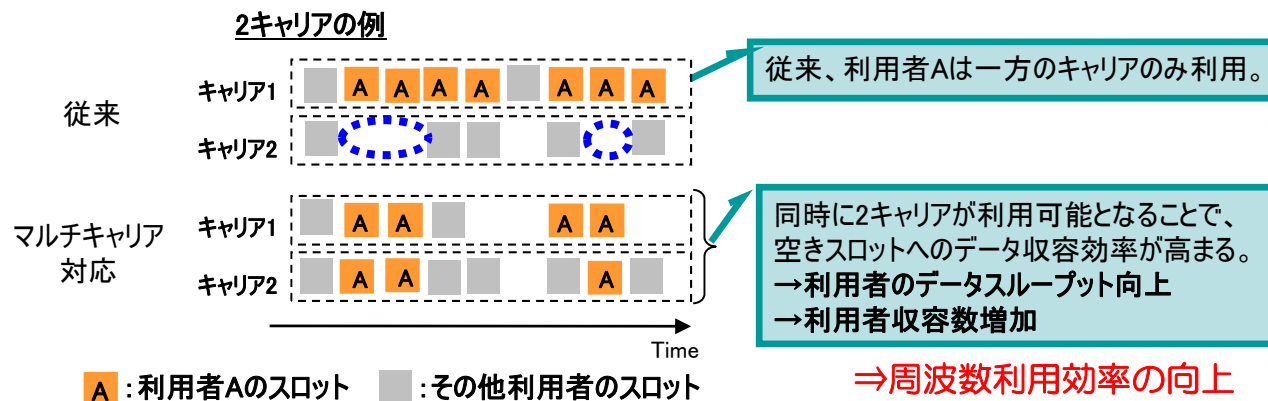 2キャリアの例
従来
キャリア1
A A A A A A A
キャリア2
従来、利用者Aは一方のキャリアのみ利用。
マルチキャリア
対応
キャリア1
A A A A
キャリア2
A A A
同時に2キャリアが利用可能となることで、
空きスロットへのデータ収容効率が高まる。
→利用者のデータスループット向上
→利用者収容数増加
Time
A :利用者Aのスロット :その他利用者のスロット
⇒周波数利用効率の向上